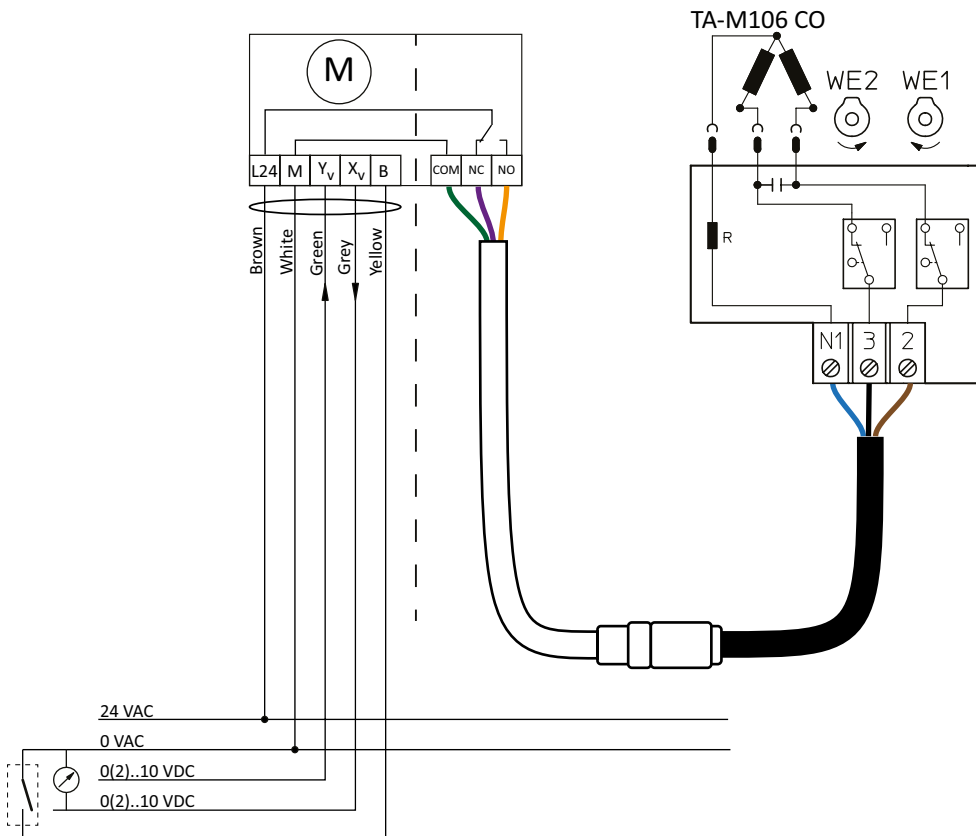 TA-M106 CO
M
WE2 WE1
L24 M Yv Xv B COM NC NO
R
Brown
White
Green
Grey
Yellow
N1 3 2
24 VAC
0 VAC
0(2)..10 VDC
0(2)..10 VDC